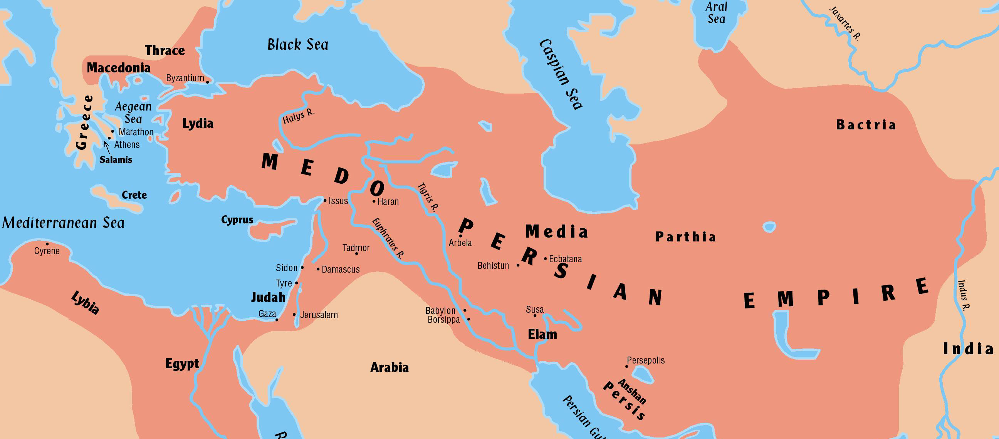 Aral
Sea
Jaxartes R.
Black Sea
Caspian Sea
Thrace
Macedonia
Byzantium
Greece
Aegean
Sea
Lydia
Halys R.
Bactria
Marathon
Athens
Salamis
MEDO
PERSIAN
EMPIRE
Crete
Issus
Haran
Tigris R.
Mediterranean Sea
Cyprus
Euphrates R.
Media
Parthia
Arbela
Cyrene
Tadmor
Ecbatana
Behistun
Sidon
Damascus
Tyre
Judah
Lybia
Indus R.
Gaza
Jerusalem
Babylon
Borsippa
Susa
Elam
India
Egypt
Arabia
Persepolis
Anshan
Persis
Persian